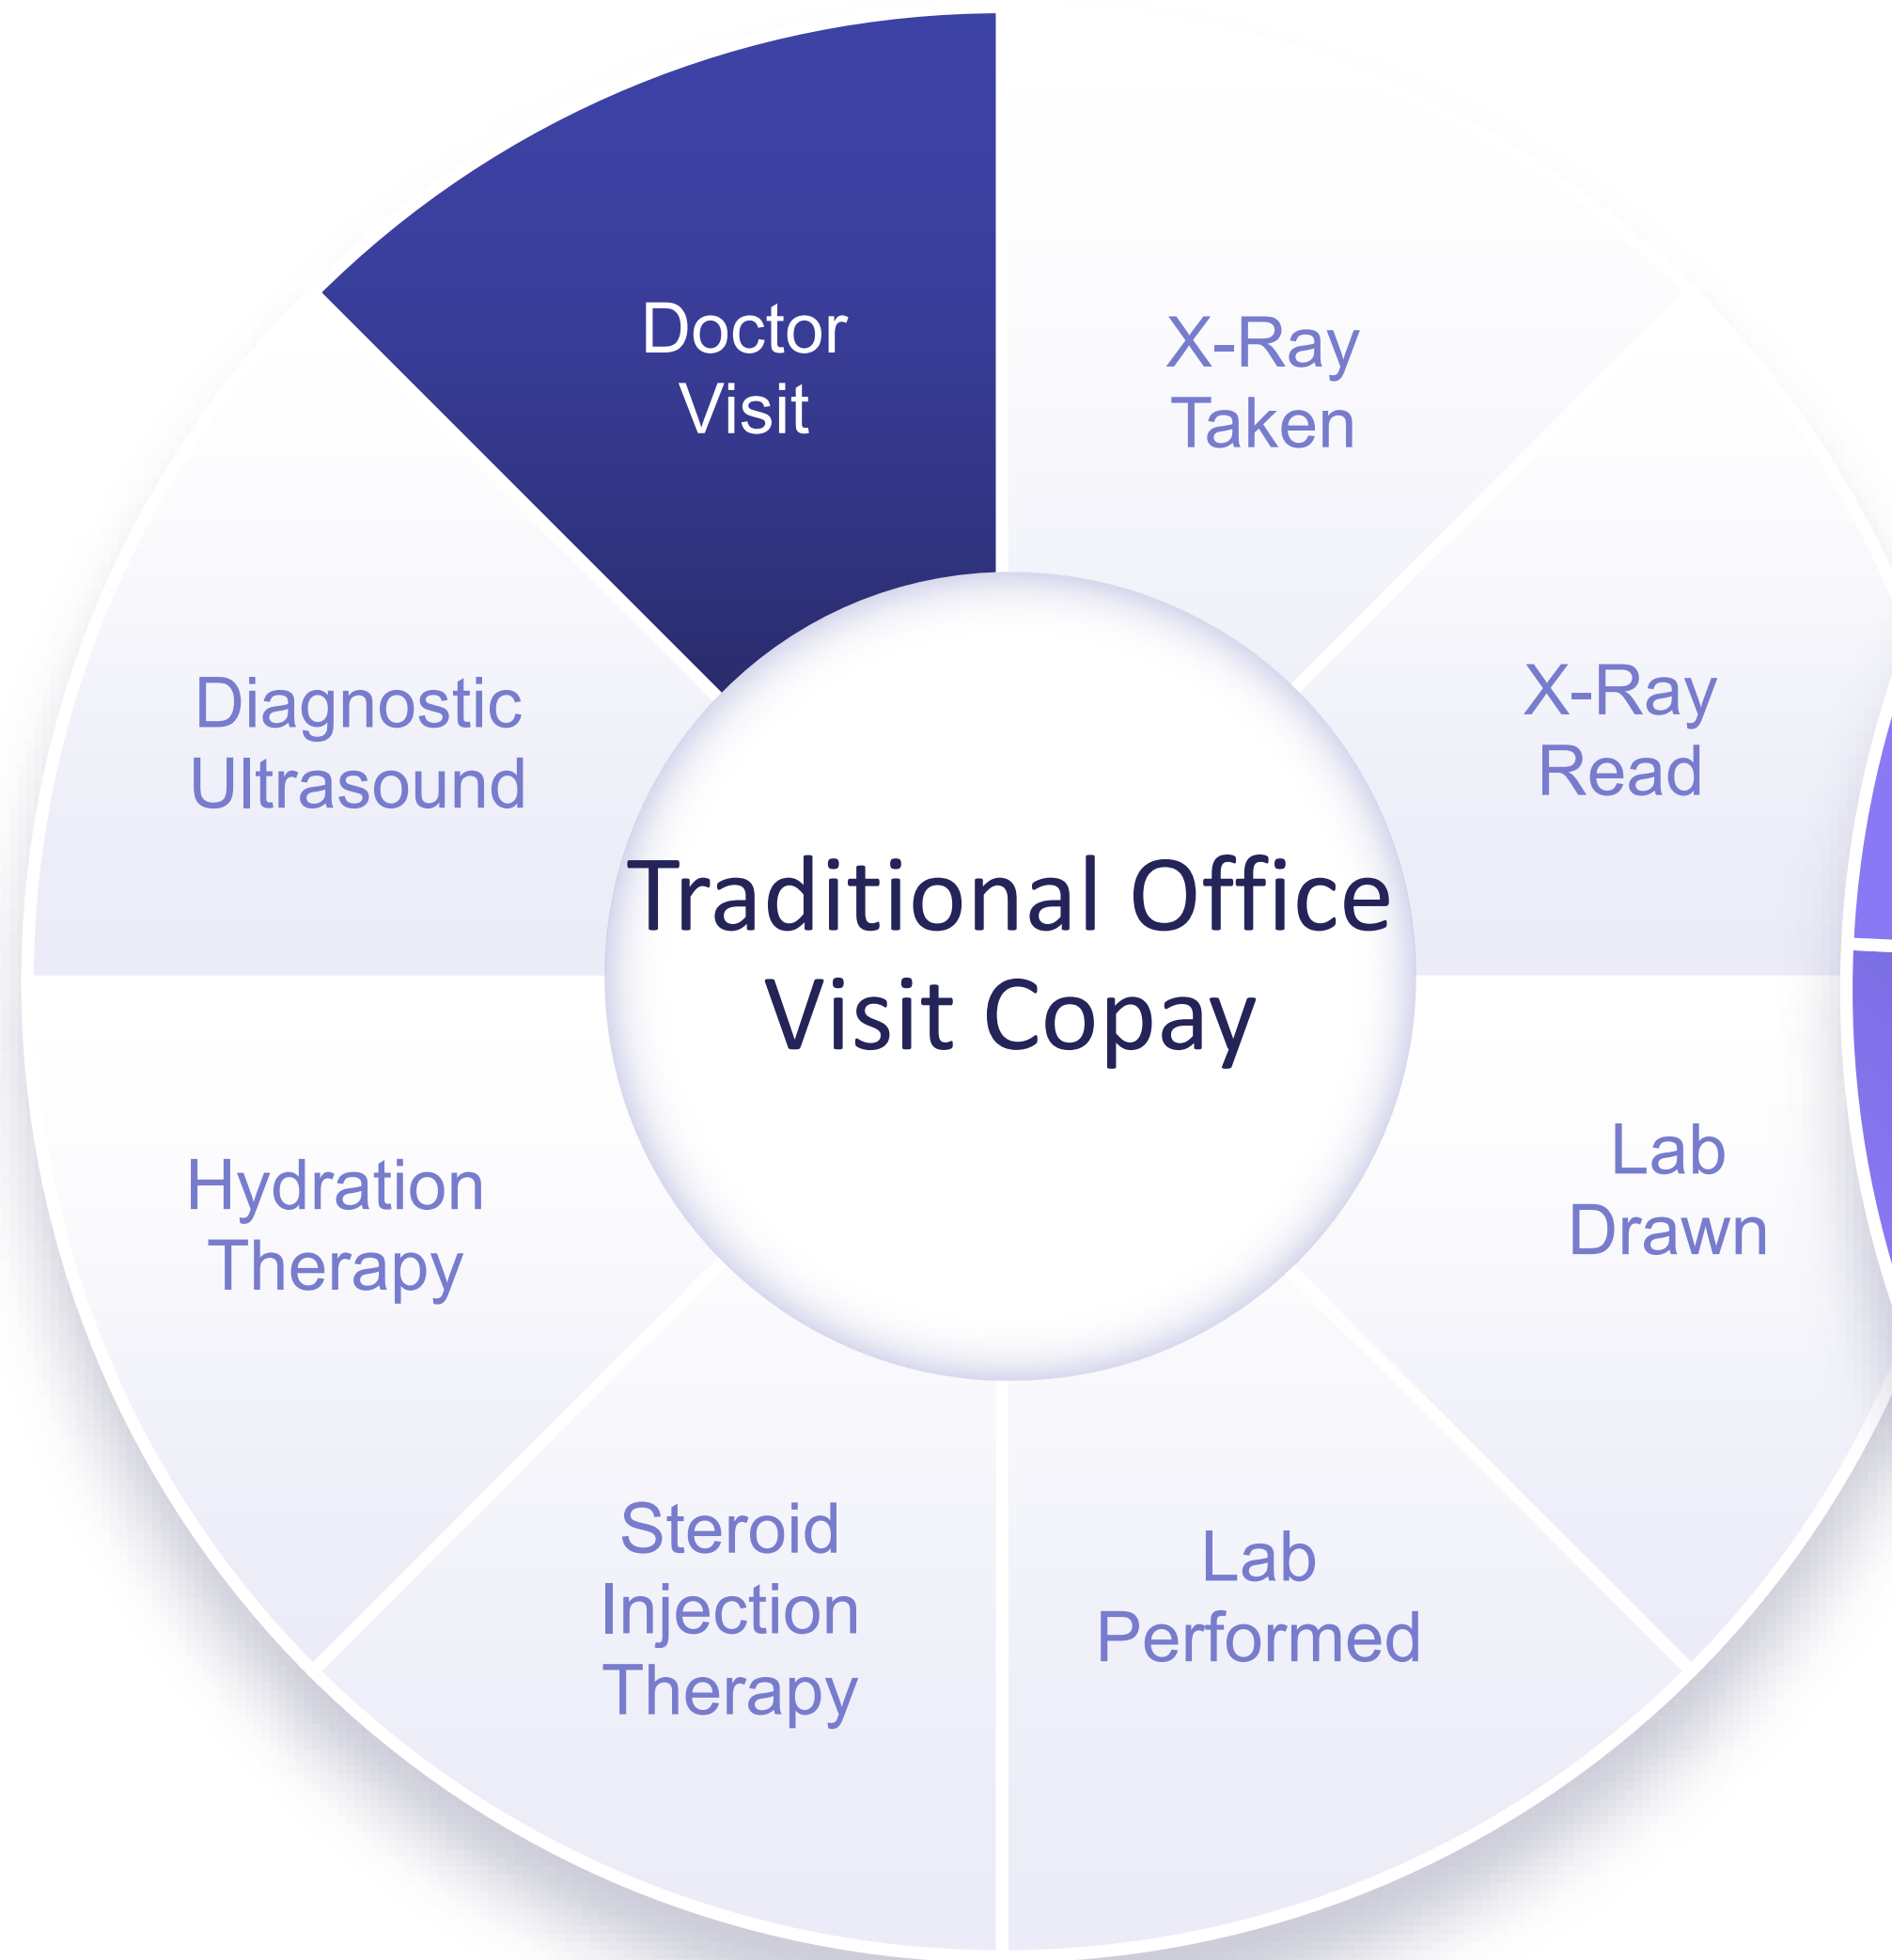 Doctor
Visit
X-Ray
Taken
X-Ray
Read
Lab
Drawn
Lab
Performed
Steroid
Injection
Therapy
Hydration
Therapy
Diagnostic
Ultrasound
Traditional Office
Visit Copay